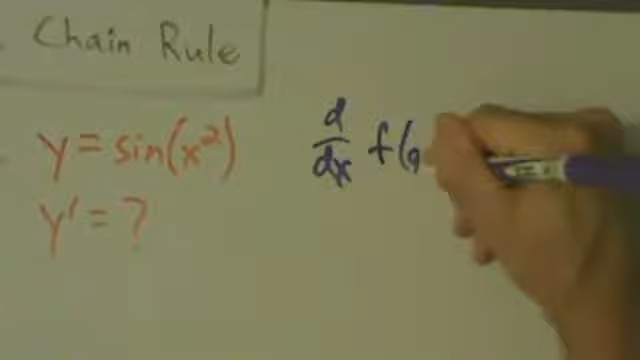 Chain Rule
y = sin(x²)
y' = ?
d/dx f(g